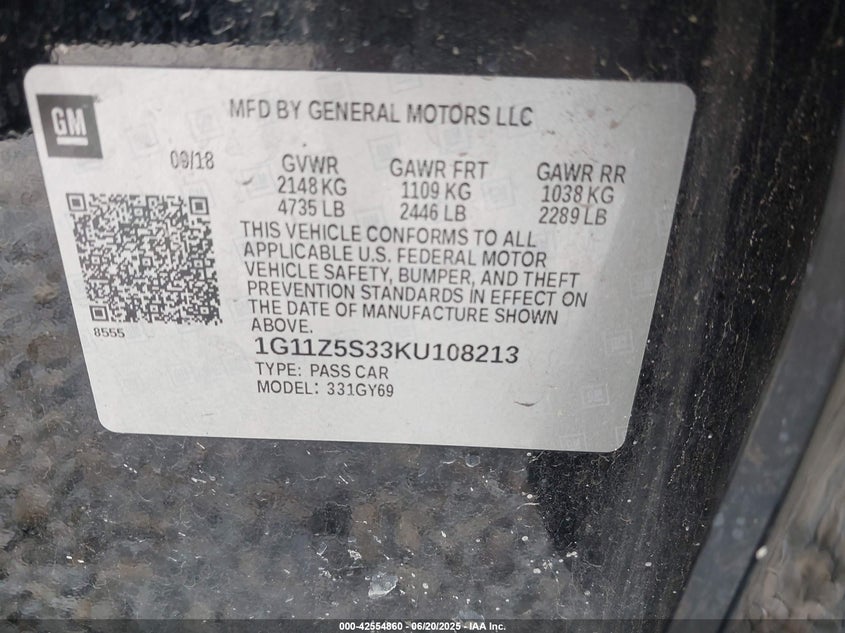 GM
MFD BY GENERAL MOTORS LLC
09/18
GVWR
2148 KG
4735 LB
GAWR FRT
1109 KG
2446 LB
GAWR RR
1038 KG
2289 LB
THIS VEHICLE CONFORMS TO ALL
APPLICABLE U.S. FEDERAL MOTOR
VEHICLE SAFETY, BUMPER, AND THEFT
PREVENTION STANDARDS IN EFFECT ON
THE DATE OF MANUFACTURE SHOWN
ABOVE.
8555
1G11Z5S33KU108213
TYPE: PASS CAR
MODEL: 331GY69
000-42554860 - 06/20/2025 - IAA Inc.